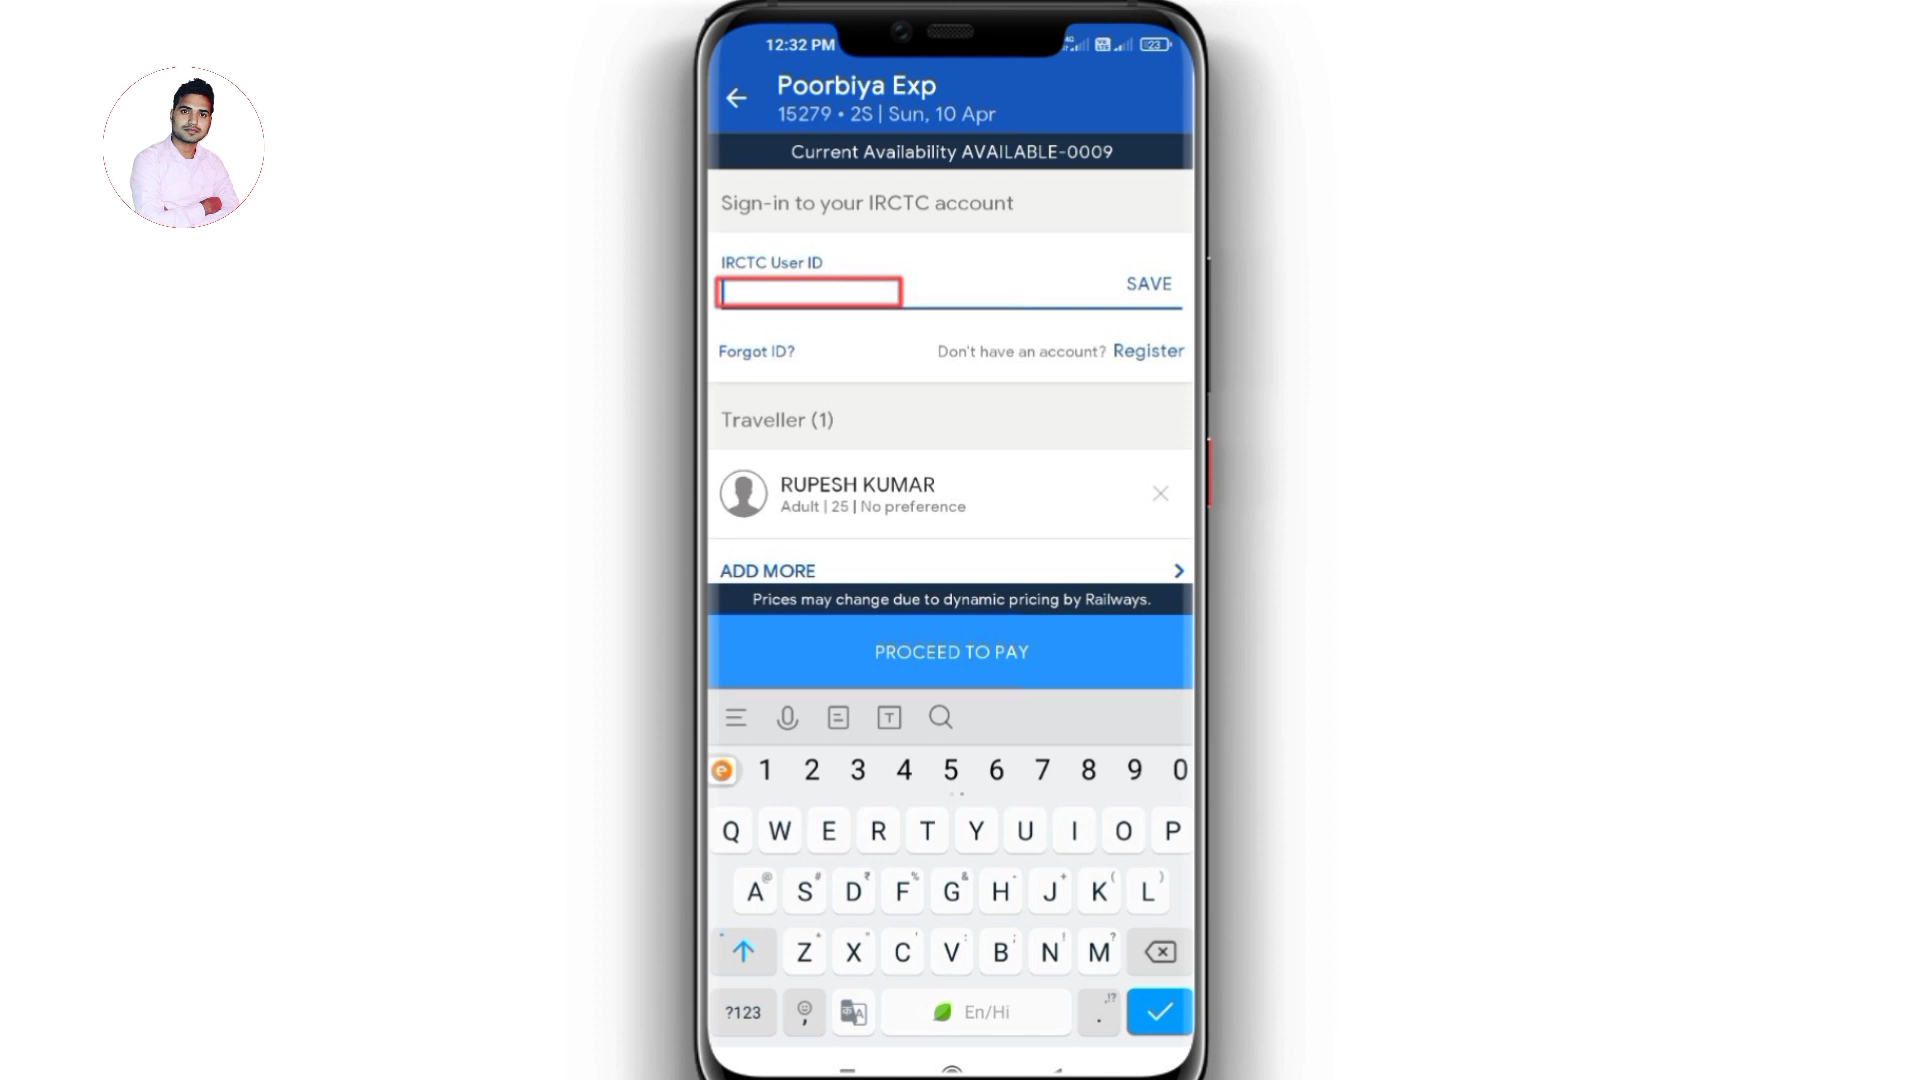 12:32 PM
4G
23
Poorbiya Exp
15279 • 2S | Sun, 10 Apr
Current Availability AVAILABLE-0009
Sign-in to your IRCTC account
IRCTC User ID
SAVE
Forgot ID?
Don't have an account? Register
Traveller (1)
RUPESH KUMAR
Adult | 25 | No preference
ADD MORE
Prices may change due to dynamic pricing by Railways.
PROCEED TO PAY
T
e 1 2 3 4 5 6 7 8 9 0
Q W E R T Y U I O P
A @ S # D ₹ F % G & H - J + K ( L )
Z X C ' V : B ; N ! M ?
?123 , En/Hi . ,!?